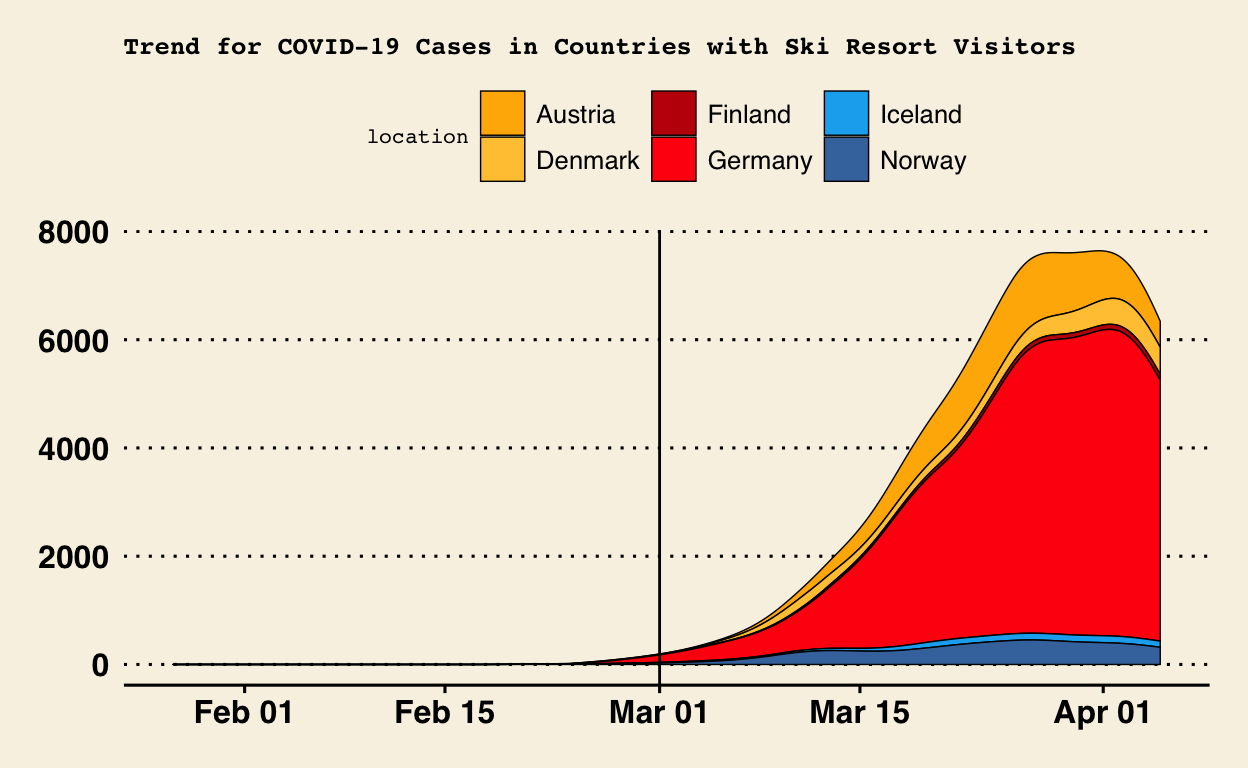 Trend for COVID-19 Cases in Countries with Ski Resort Visitors
location
Austria Finland Iceland
Denmark Germany Norway
8000
6000
4000
2000
0
Feb 01 Feb 15 Mar 01 Mar 15 Apr 01